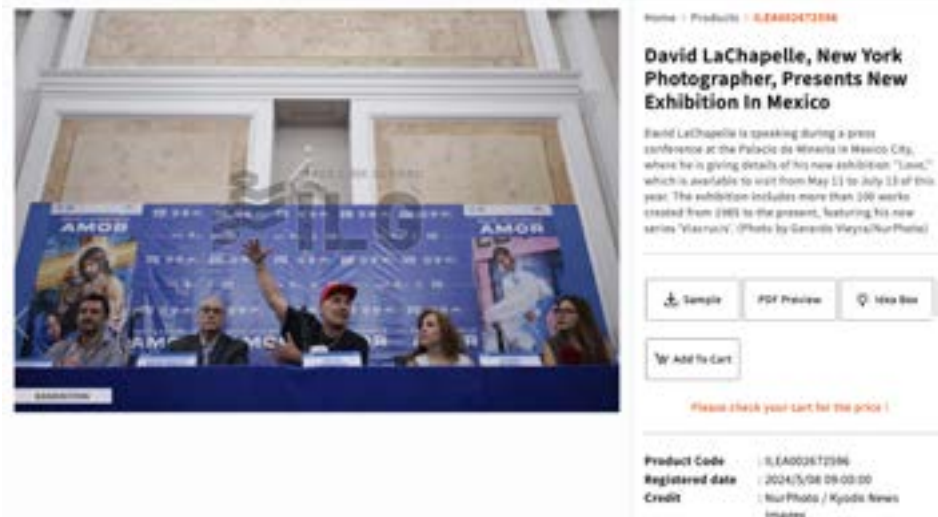 Home > Products > ILEA002672596
David LaChapelle, New York
Photographer, Presents New
Exhibition In Mexico
David LaChapelle is speaking during a press
conference at the Palacio de Mineria in Mexico City,
where he is giving details of his new exhibition "Love,"
which is available to visit from May 11 to July 13 of this
year. The exhibition includes more than 100 works
created from 1985 to the present, featuring his new
series 'Viacrucis'. (Photo by Gerardo Vieyra/NurPhoto)
AMOR
AMOR
ILG
Sample
PDF Preview
Idea Box
Add To Cart
Please check your cart for the price !
Product Code : ILEA002672596
Registered date : 2024/5/08 09:00:00
Credit : NurPhoto / Kyodo News
Images